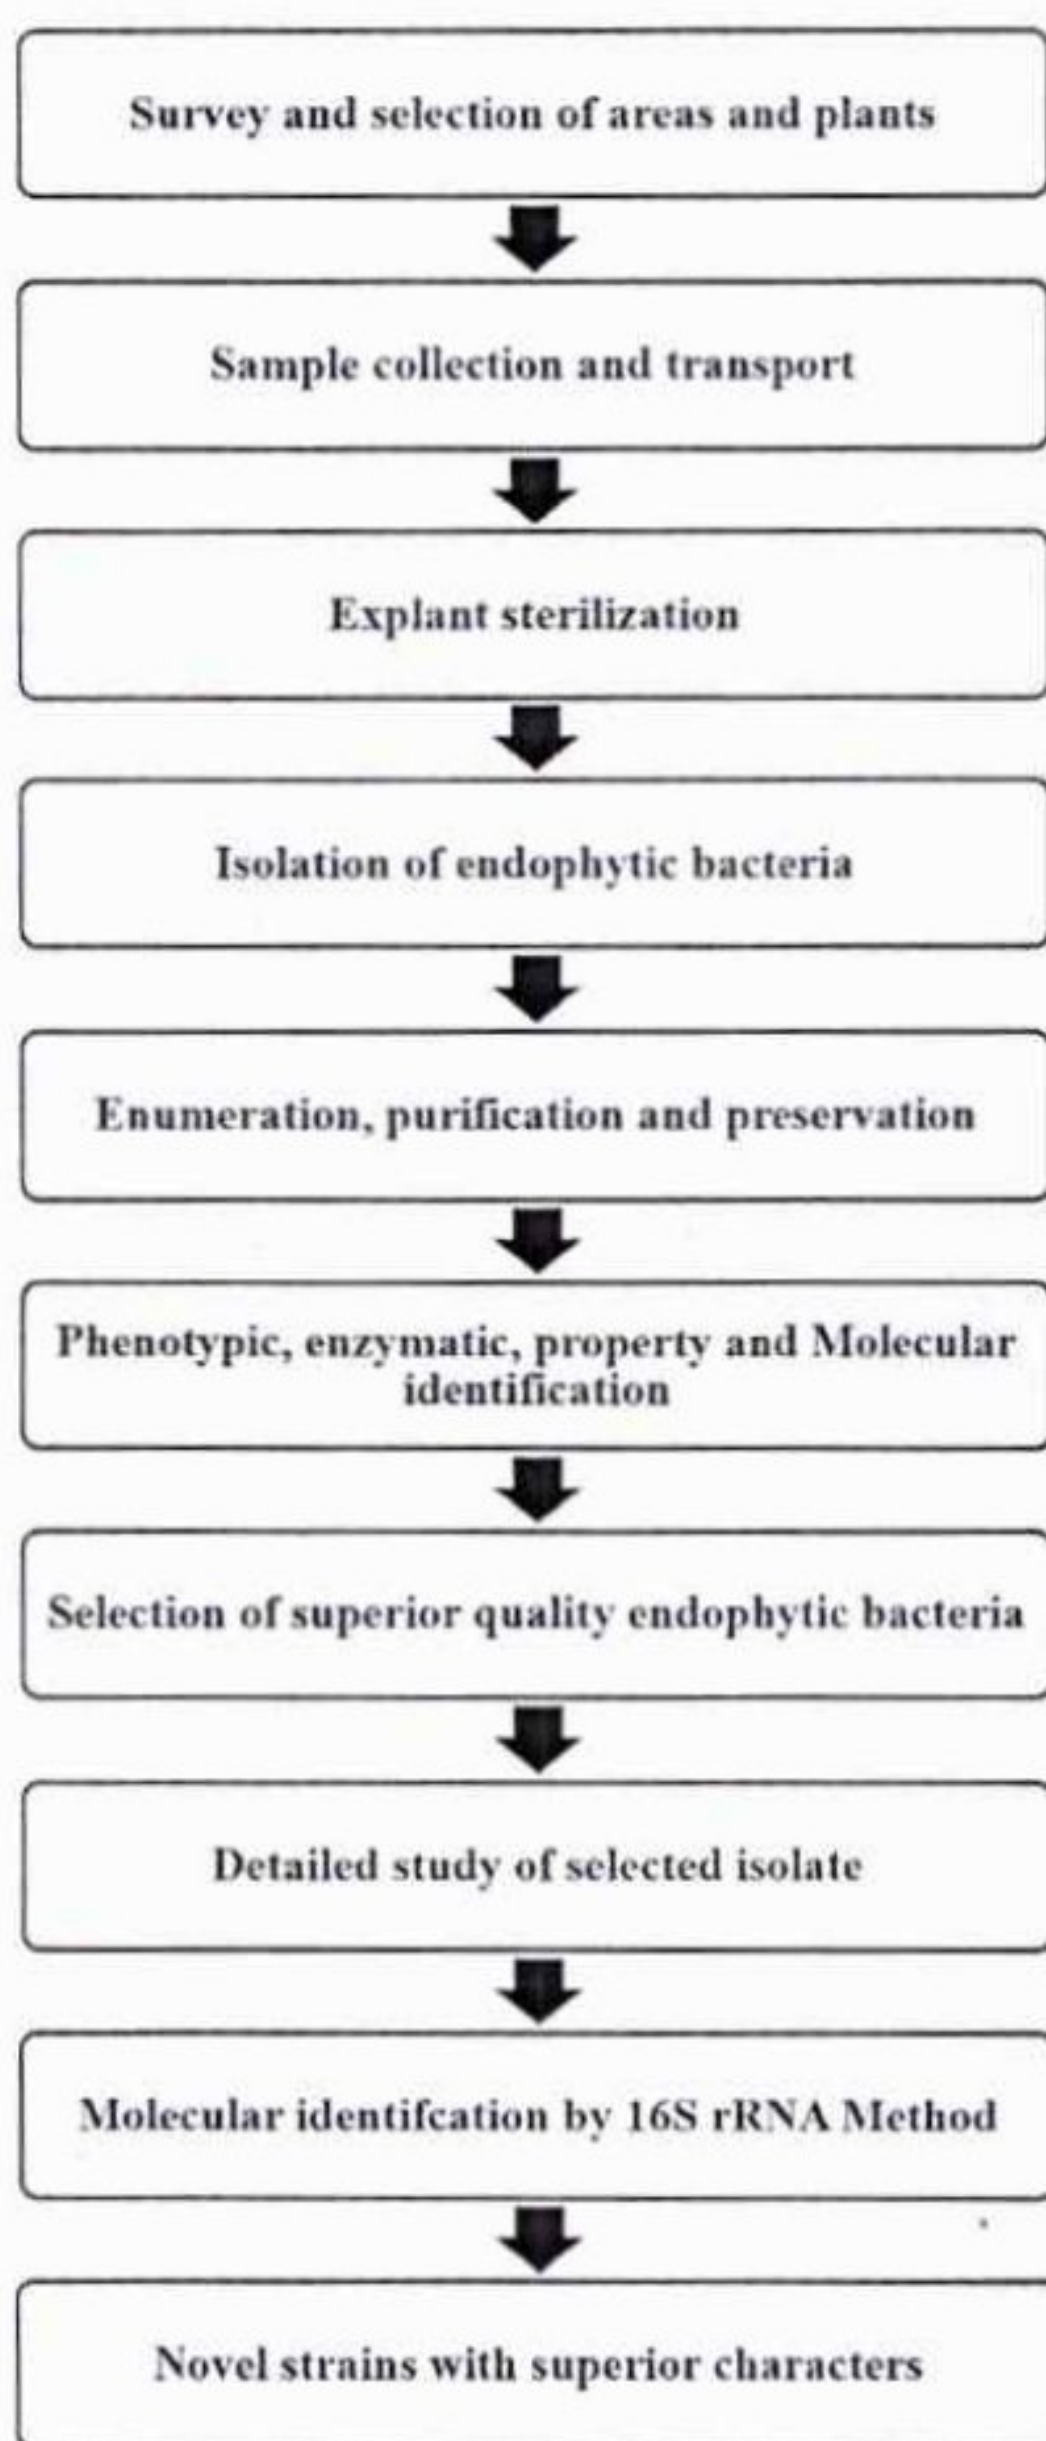 Survey and selection of areas and plants
Sample collection and transport
Explant sterilization
Isolation of endophytic bacteria
Enumeration, purification and preservation
Phenotypic, enzymatic, property and Molecular
identification
Selection of superior quality endophytic bacteria
Detailed study of selected isolate
Molecular identifcation by 16S rRNA Method
Novel strains with superior characters